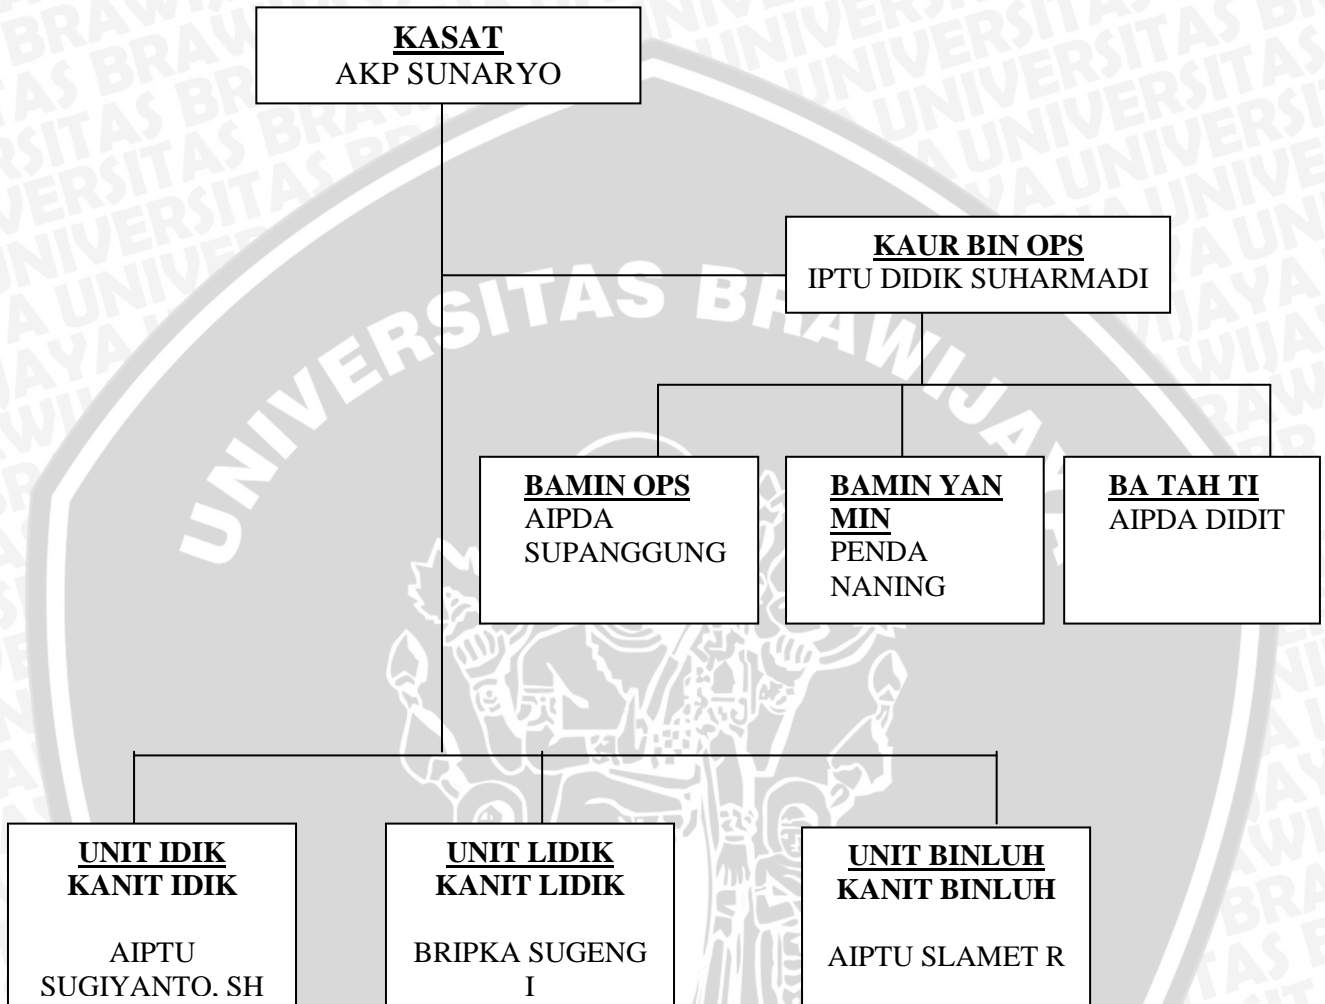 KASAT
AKP SUNARYO
KAUR BIN OPS
IPTU DIDIK SUHARMADI
UNIVERSITAS BRAWIJAYA
BAMIN OPS
AIPDA
SUPANGGUNG
BAMIN YAN
MIN
PENDA
NANING
BA TAH TI
AIPDA DIDIT
UNIT IDIK
KANIT IDIK
AIPTU
SUGIYANTO, SH
UNIT LIDIK
KANIT LIDIK
BRIPKA SUGENG
I
UNIT BINLUH
KANIT BINLUH
AIPTU SLAMET R